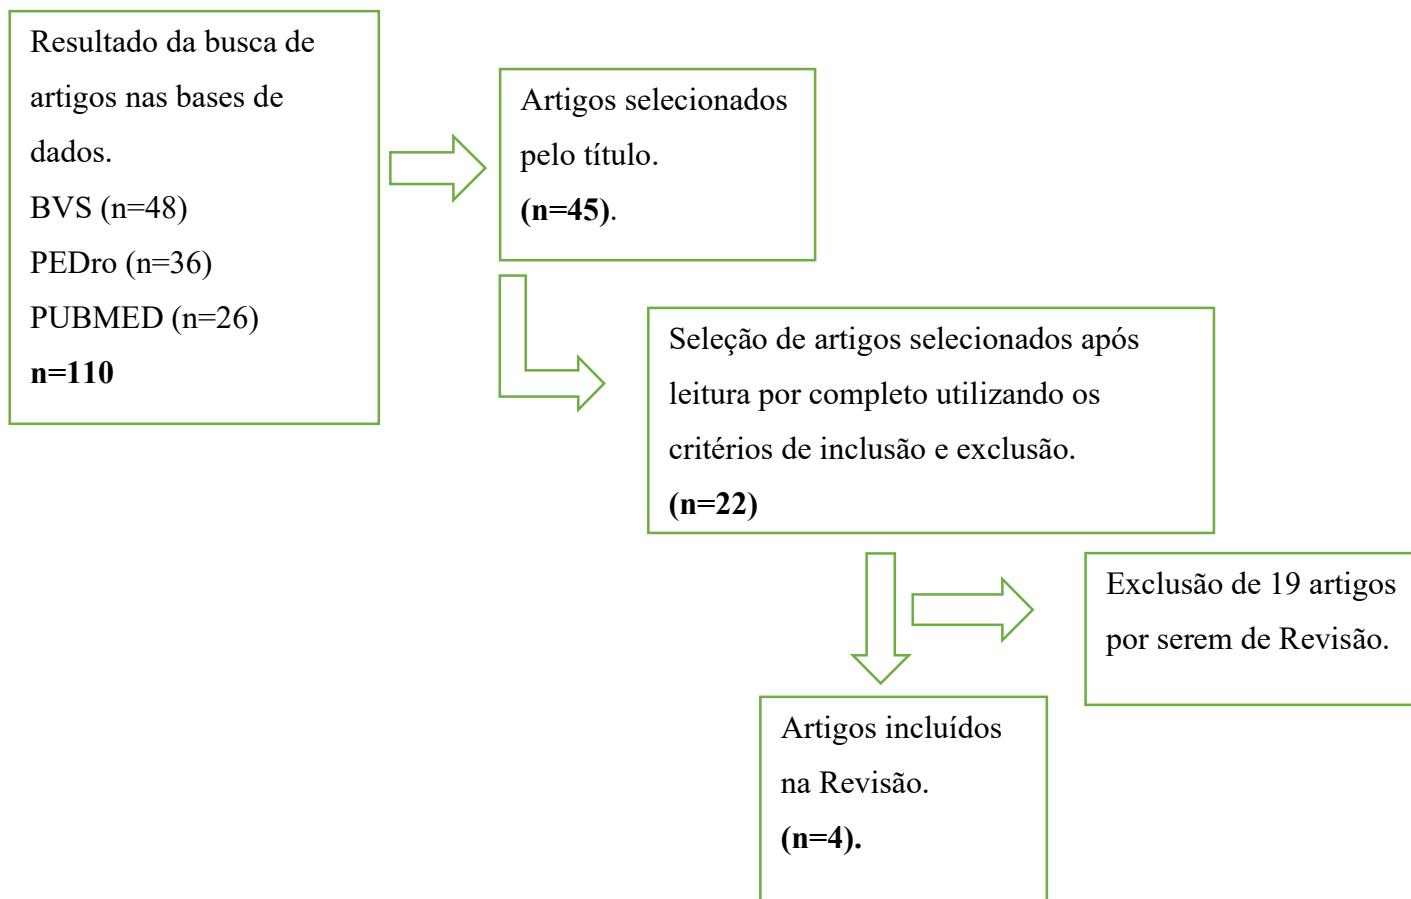 Resultado da busca de
artigos nas bases de
dados.
BVS (n=48)
PEDro (n=36)
PUBMED (n=26)
n=110
Artigos selecionados
pelo título.
(n=45).
Seleção de artigos selecionados após
leitura por completo utilizando os
critérios de inclusão e exclusão.
(n=22)
Exclusão de 19 artigos
por serem de Revisão.
Artigos incluídos
na Revisão.
(n=4).